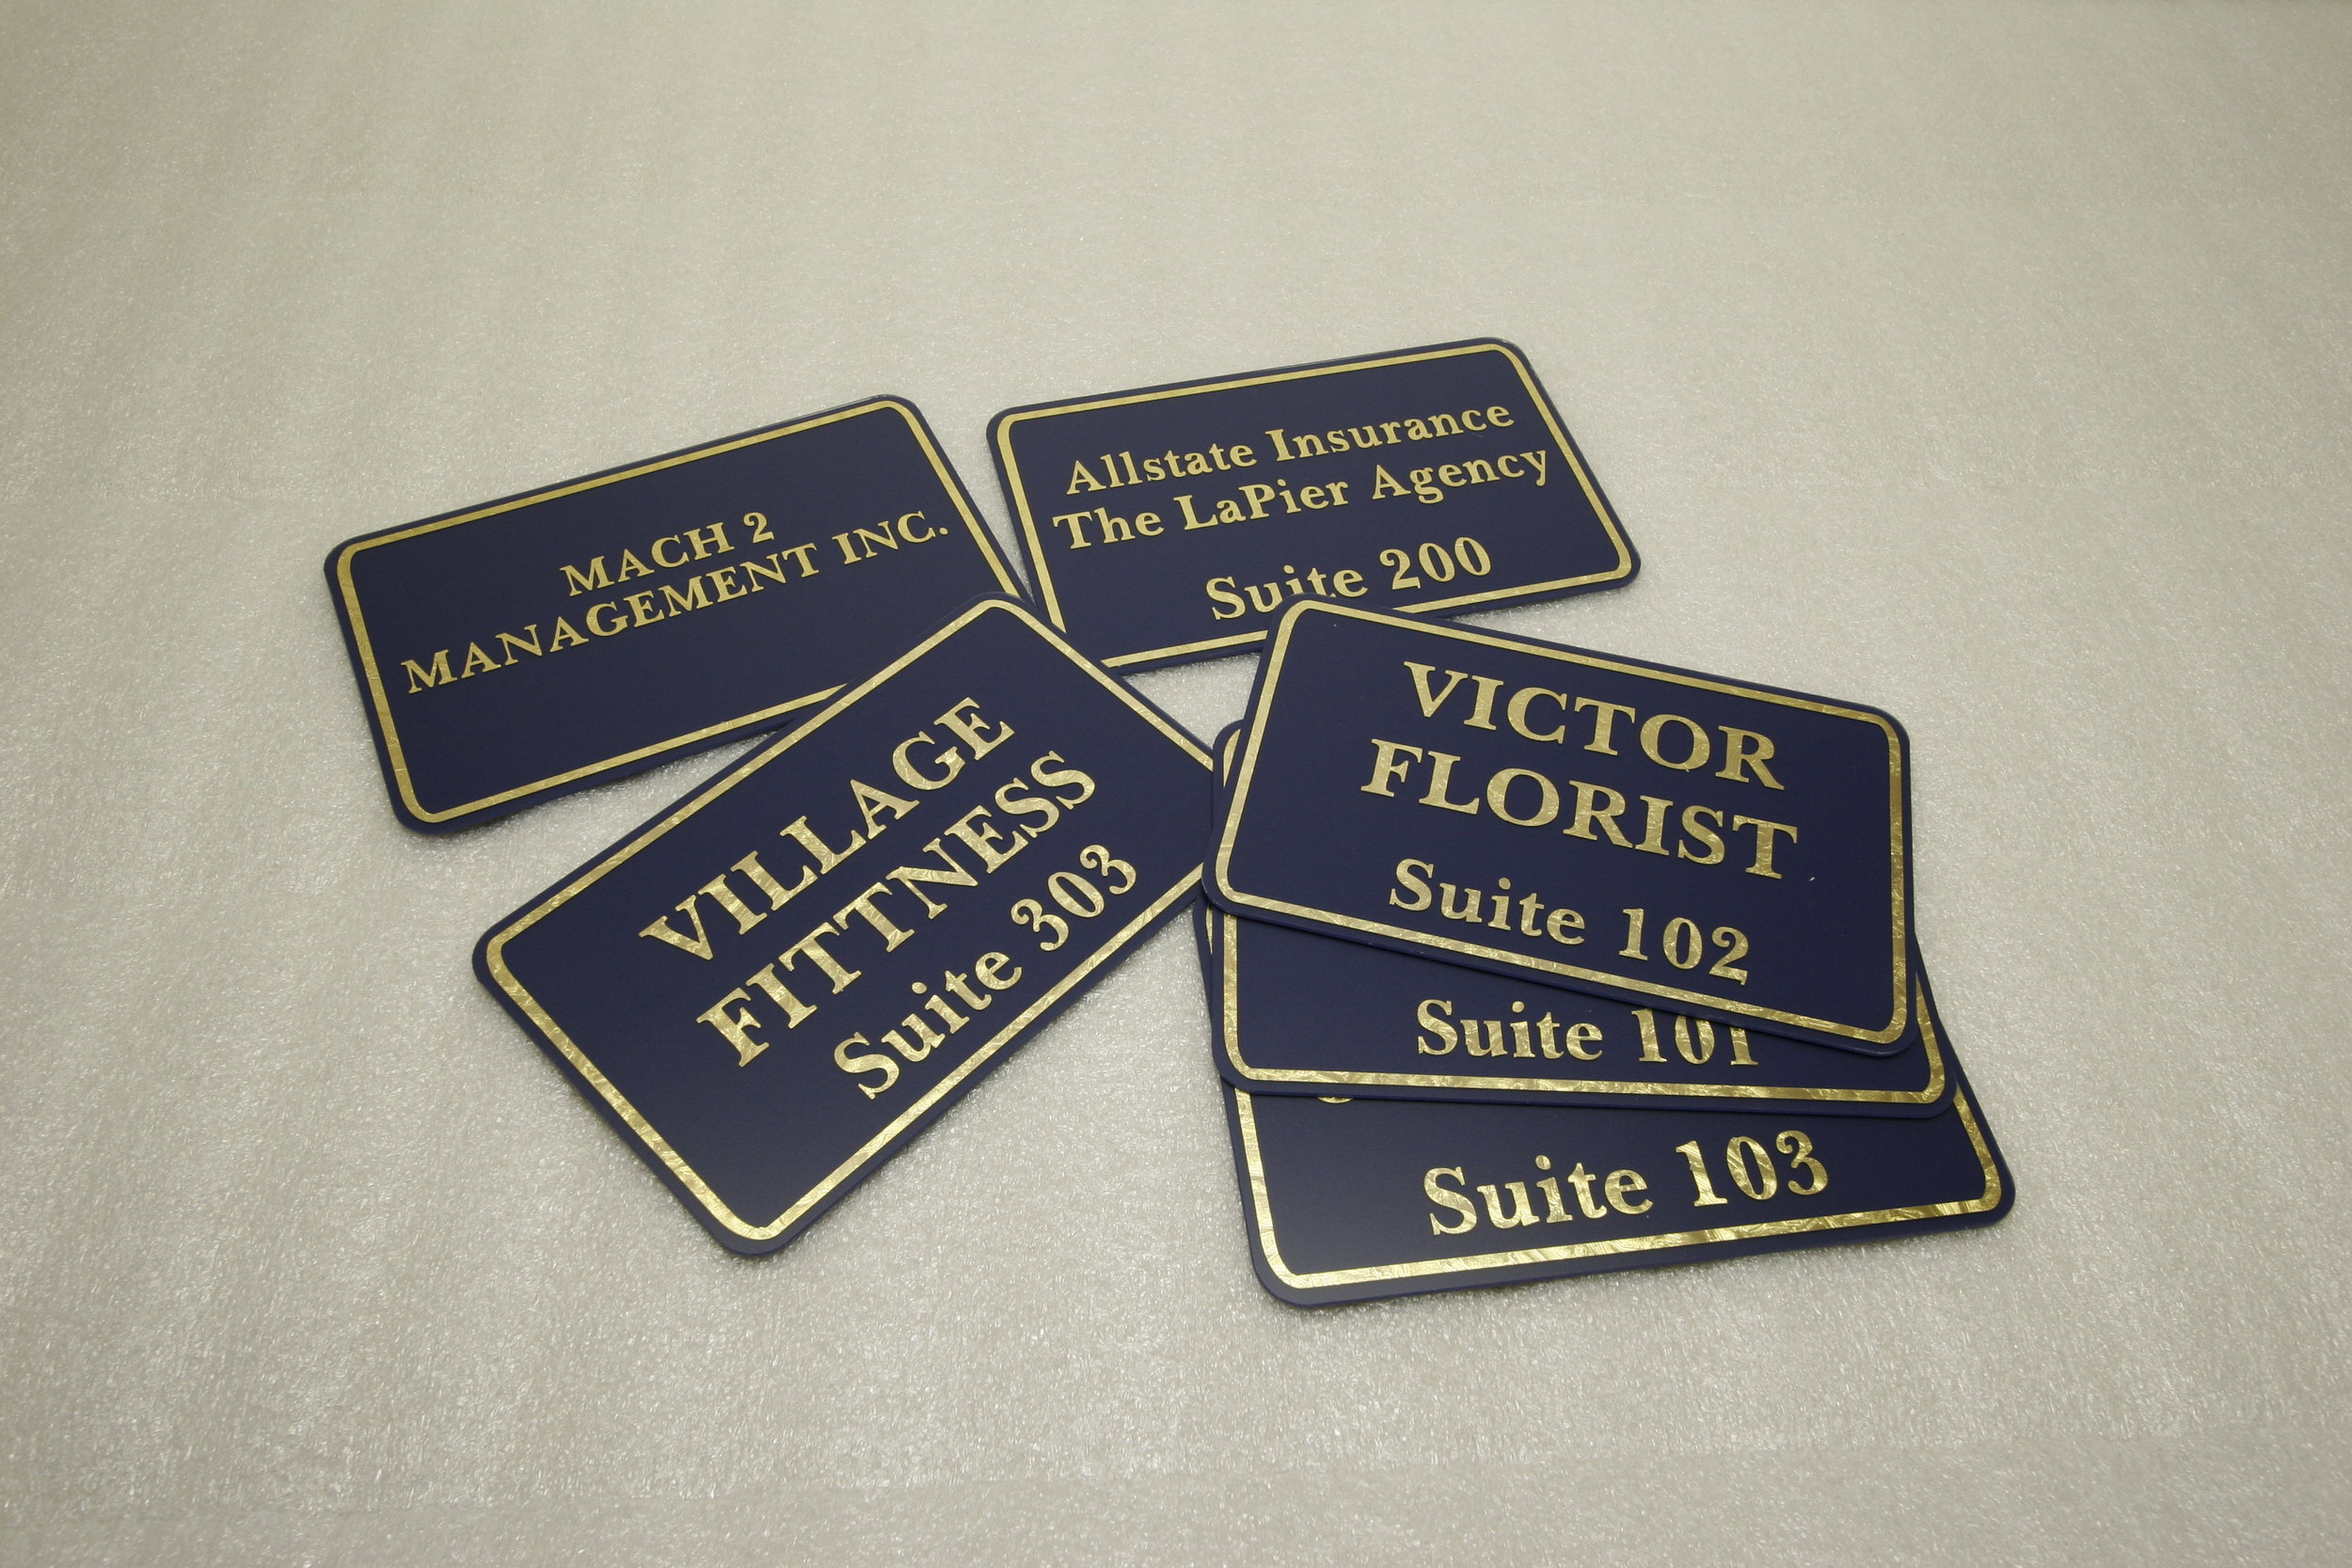 MACH 2
MANAGEMENT INC.
Allstate Insurance
The LaPier Agency
Suite 200
VILLAGE
FITTNESS
Suite 303
VICTOR
FLORIST
Suite 102
Suite 101
Suite 103